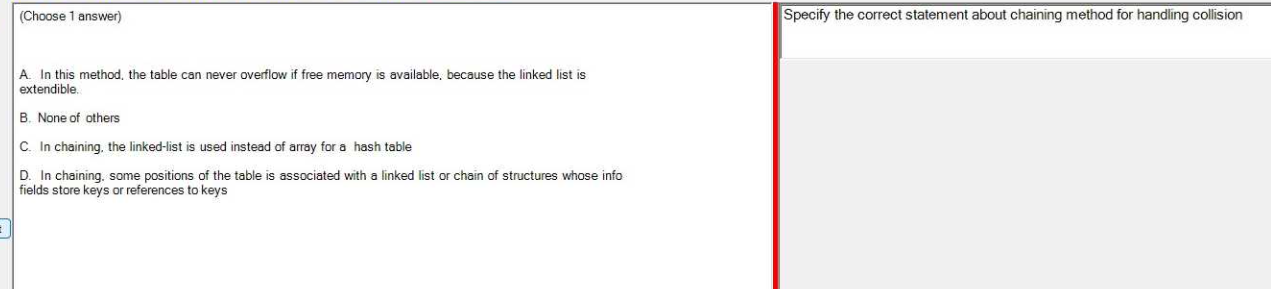 (Choose 1 answer)
A. In this method, the table can never overflow if free memory is available, because the linked list is
extendible.
B. None of others
C. In chaining, the linked-list is used instead of array for a hash table
D. In chaining, some positions of the table is associated with a linked list or chain of structures whose info
fields store keys or references to keys
Specify the correct statement about chaining method for handling collision